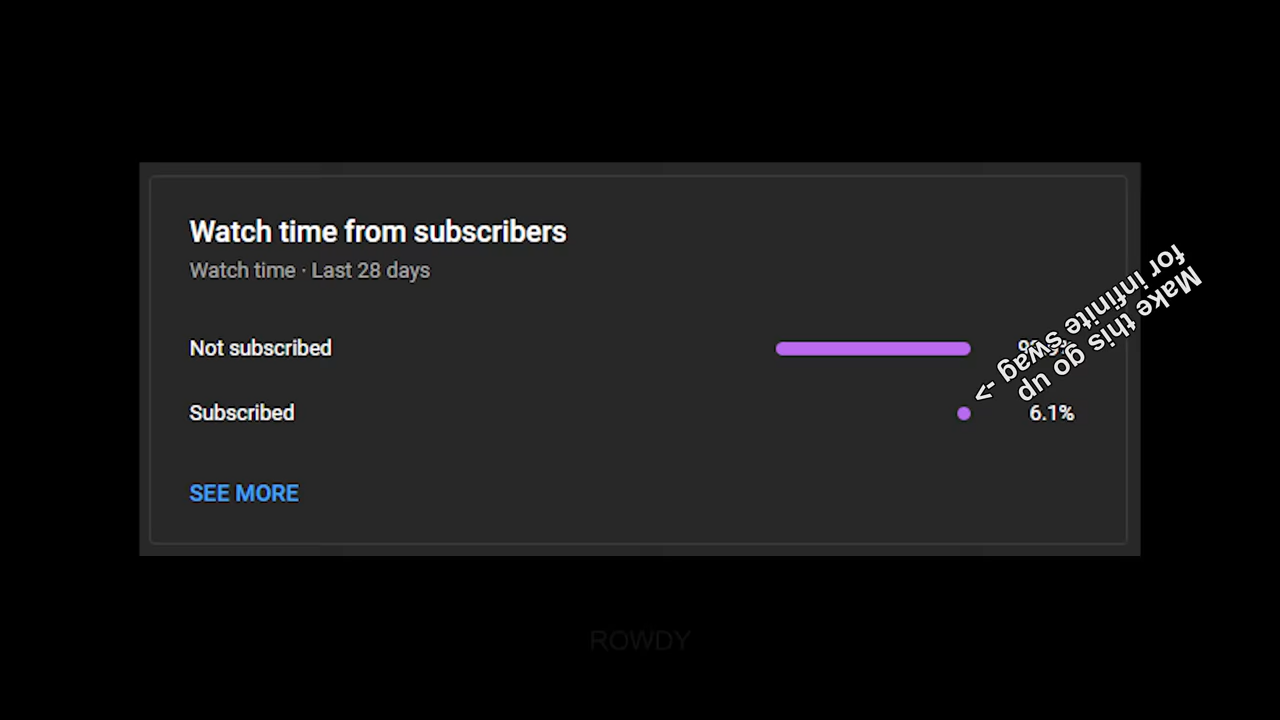 Watch time from subscribers
Watch time · Last 28 days
Not subscribed
Subscribed
6.1%
Make this go up
for infinite swag ->
SEE MORE
ROWDY